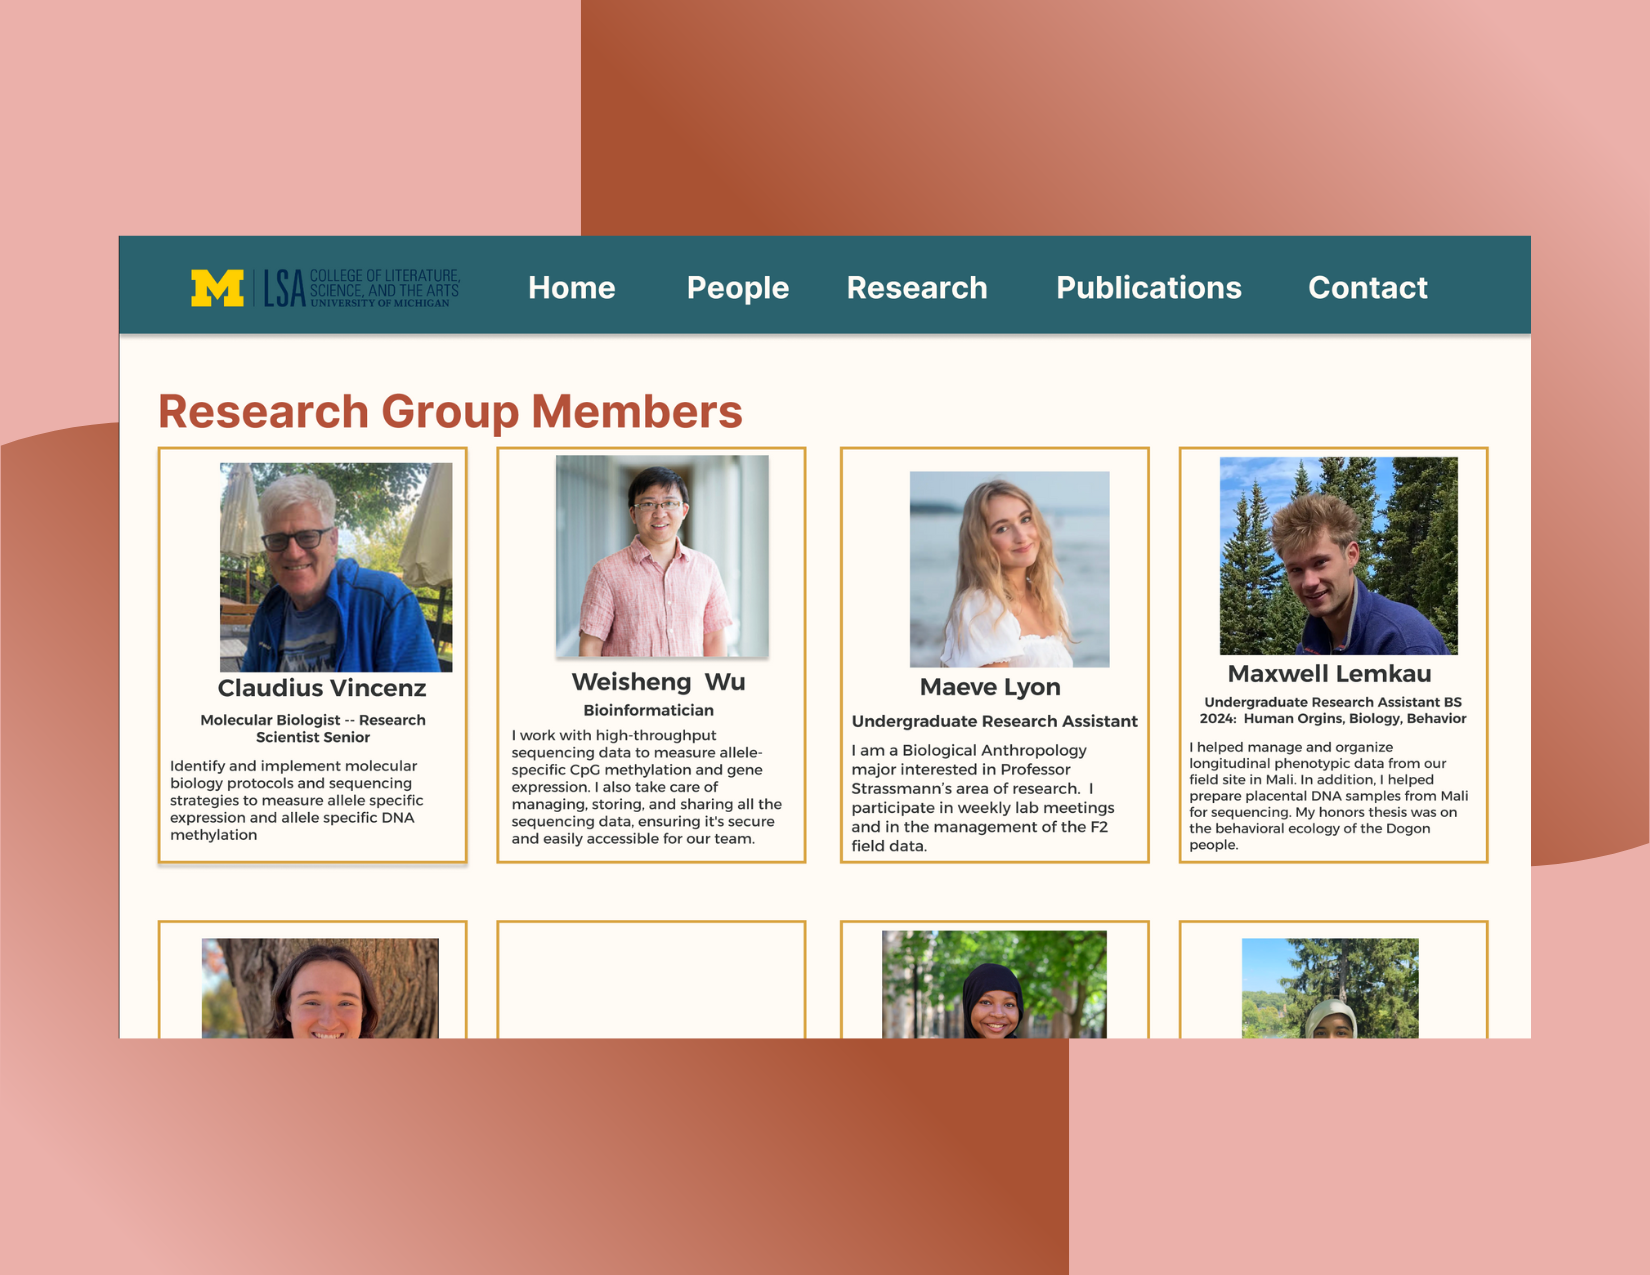 M LSA COLLEGE OF LITERATURE,
SCIENCE, AND THE ARTS
UNIVERSITY OF MICHIGAN
Home People Research Publications Contact
Research Group Members
Claudius Vincenz
Molecular Biologist -- Research
Scientist Senior
Identify and implement molecular
biology protocols and sequencing
strategies to measure allele specific
expression and allele specific DNA
methylation
Weisheng Wu
Bioinformatician
I work with high-throughput
sequencing data to measure allele-
specific CpG methylation and gene
expression. I also take care of
managing, storing, and sharing all the
sequencing data, ensuring it's secure
and easily accessible for our team.
Maeve Lyon
Undergraduate Research Assistant
I am a Biological Anthropology
major interested in Professor
Strassmann's area of research. I
participate in weekly lab meetings
and in the management of the F2
field data.
Maxwell Lemkau
Undergraduate Research Assistant BS
2024: Human Orgins, Biology, Behavior
I helped manage and organize
longitudinal phenotypic data from our
field site in Mali. In addition, I helped
prepare placental DNA samples from Mali
for sequencing. My honors thesis was on
the behavioral ecology of the Dogon
people.